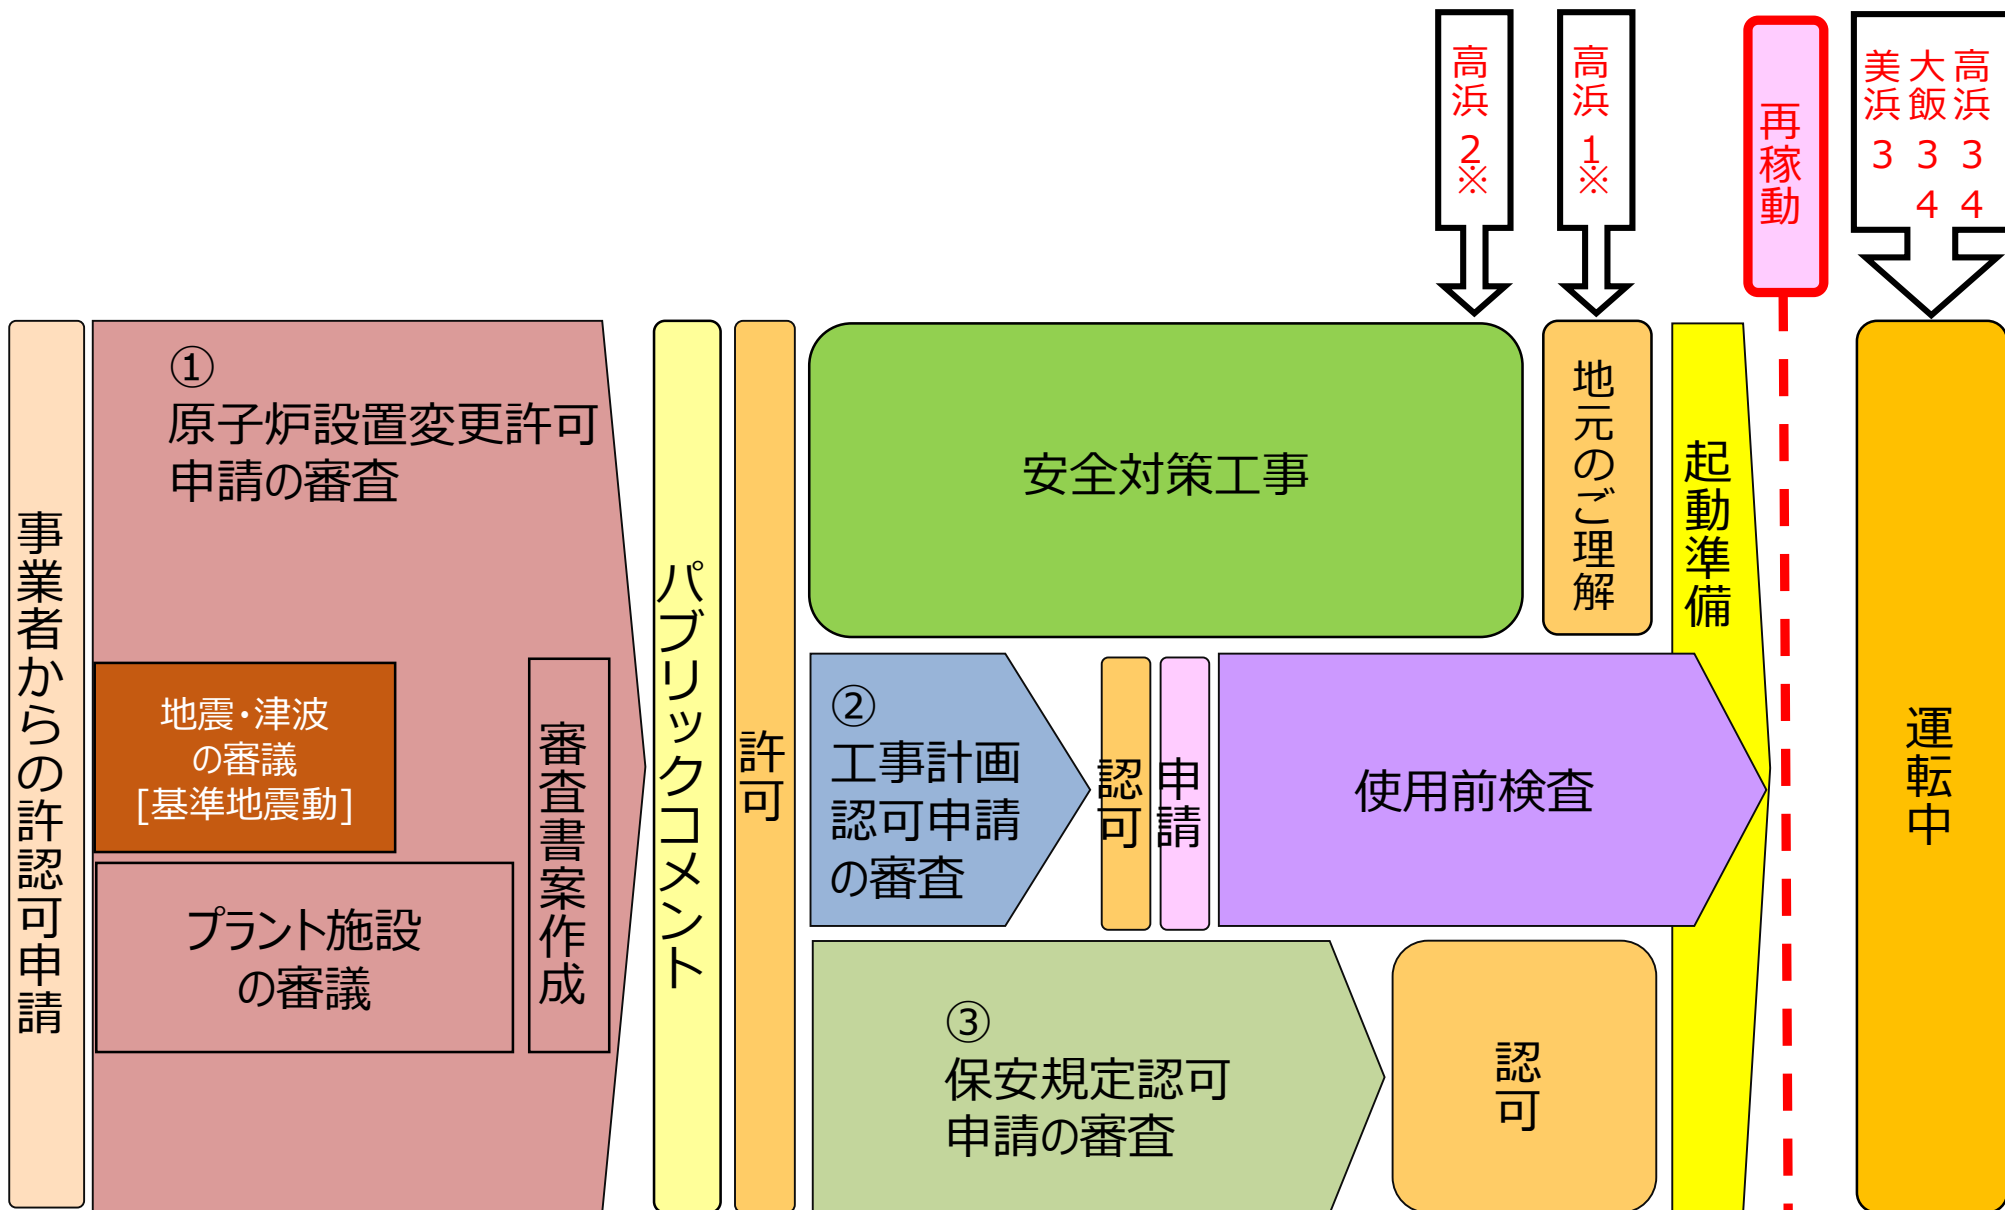 高浜2※
高浜1※
再稼動
高浜34
大飯34
美浜3
事業者からの許認可申請
①
原子炉設置変更許可
申請の審査
地震・津波
の審議
[基準地震動]
プラント施設
の審議
審査書案作成
パブリックコメント
許可
安全対策工事
地元のご理解
起動準備
②
工事計画
認可申請
の審査
認可
申請
使用前検査
③
保安規定認可
申請の審査
認可
運転中